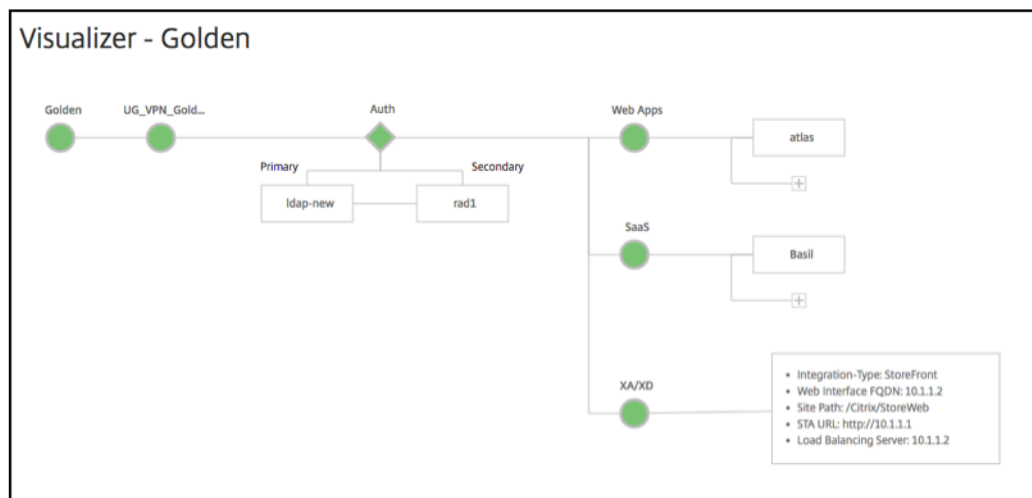 Visualizer - Golden
Golden
UG_VPN_Gold...
Auth
Web Apps
atlas
Primary
Secondary
ldap-new
rad1
SaaS
Basil
XA/XD
• Integration-Type: StoreFront
• Web Interface FQDN: 10.1.1.2
• Site Path: /Citrix/StoreWeb
• STA URL: http://10.1.1.1
• Load Balancing Server: 10.1.1.2